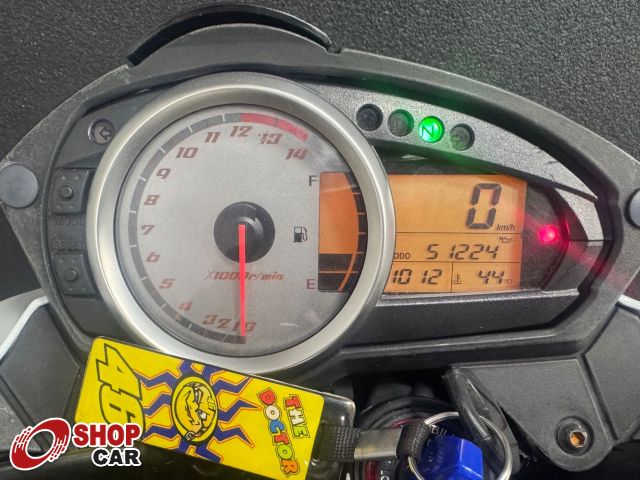 12 13 14
11
10
9
8
7
6
5
4
3
2
0
X1000r/min
F
E
N
0 km/h
ODO 51224
1012 44
46
THE
DOCTOR
SHOP
CAR